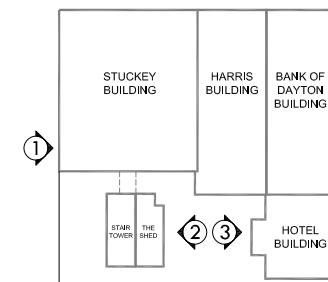 STUCKEY
BUILDING
HARRIS
BUILDING
BANK OF
DAYTON
BUILDING
1
STAIR
TOWER
THE
SHED
2
3
HOTEL
BUILDING